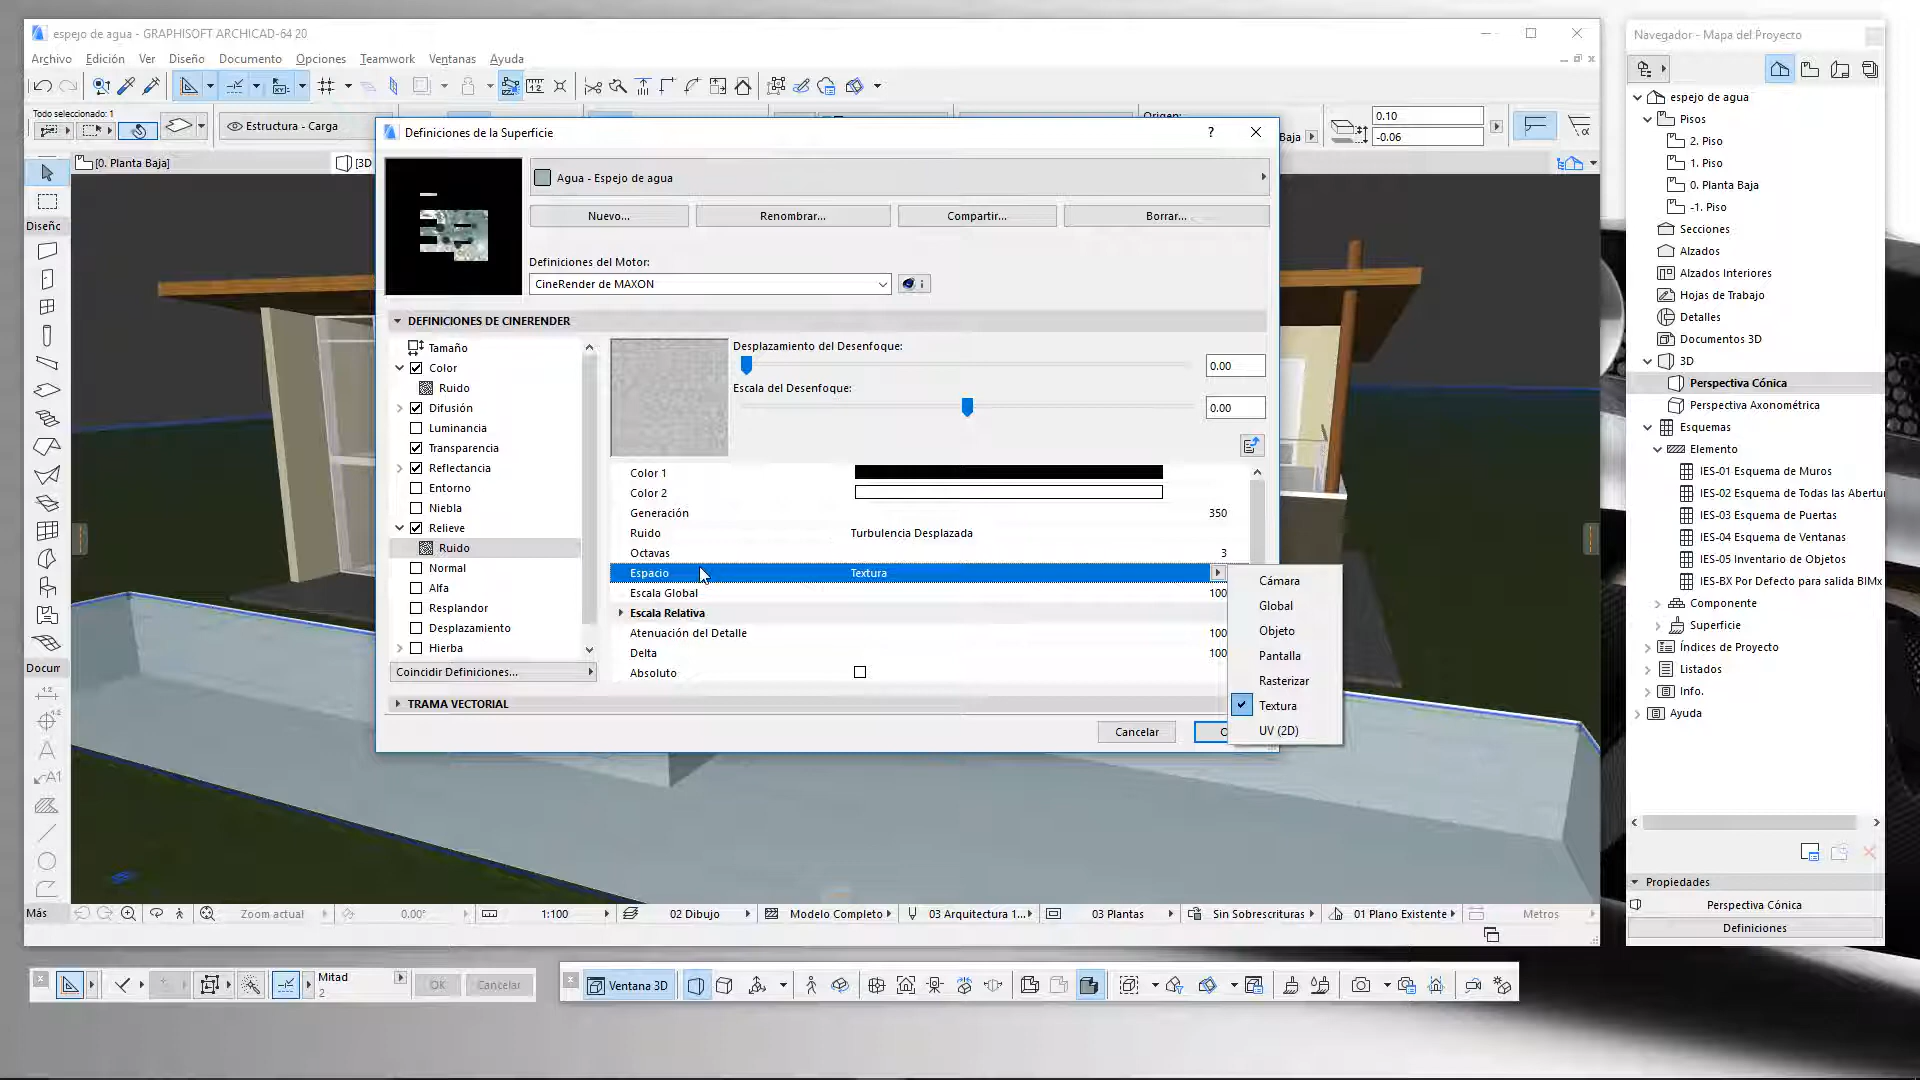 espejo de agua - GRAPHISOFT ARCHICAD-64 20
Archivo Edición Ver Diseño Documento Opciones Teamwork Ventanas Ayuda
Todo seleccionado: 1
Estructura - Carga
0.10
-0.06
Baja
[0. Planta Baja]
[3D
Diseño
Docum
Más
Definiciones de la Superficie
?
Agua - Espejo de agua
Nuevo... Renombrar... Compartir... Borrar...
Definiciones del Motor:
CineRender de MAXON
DEFINICIONES DE CINERENDER
Tamaño
Color
Ruido
Difusión
Luminancia
Transparencia
Reflectancia
Entorno
Niebla
Relieve
Ruido
Normal
Alfa
Resplandor
Desplazamiento
Hierba
Coincidir Definiciones...
Desplazamiento del Desenfoque:
0.00
Escala del Desenfoque:
0.00
Color 1
Color 2
Generación 350
Ruido Turbulencia Desplazada
Octavas 3
Espacio Textura
Escala Global 100
Escala Relativa
Atenuación del Detalle 100
Delta 100
Absoluto
TRAMA VECTORIAL
Cancelar
Cámara
Global
Objeto
Pantalla
Rasterizar
Textura
UV (2D)
Zoom actual 0.00° 1:100 02 Dibujo Modelo Completo 03 Arquitectura 1... 03 Plantas Sin Sobrescrituras 01 Plano Existente Metros
Mitad
2
OK Cancelar
Ventana 3D
Navegador - Mapa del Proyecto
espejo de agua
Pisos
2. Piso
1. Piso
0. Planta Baja
-1. Piso
Secciones
Alzados
Alzados Interiores
Hojas de Trabajo
Detalles
Documentos 3D
3D
Perspectiva Cónica
Perspectiva Axonométrica
Esquemas
Elemento
IES-01 Esquema de Muros
IES-02 Esquema de Todas las Abertur
IES-03 Esquema de Puertas
IES-04 Esquema de Ventanas
IES-05 Inventario de Objetos
IES-BX Por Defecto para salida BIMx
Componente
Superficie
Índices de Proyecto
Listados
Info.
Ayuda
Propiedades
Perspectiva Cónica
Definiciones